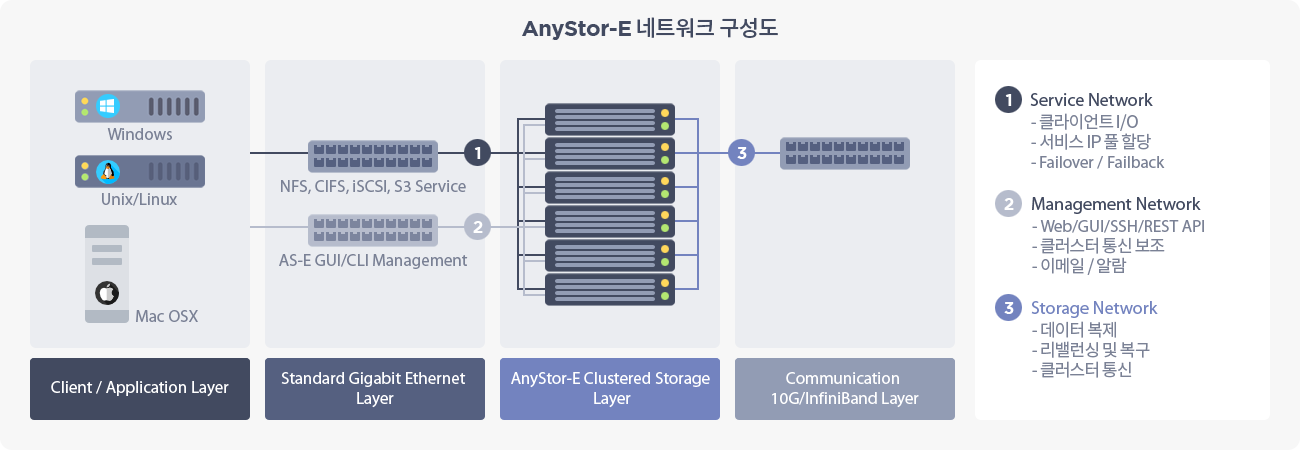 AnyStor-E 네트워크 구성도
Windows
Unix/Linux
Mac OSX
Client / Application Layer
NFS, CIFS, iSCSI, S3 Service
AS-E GUI/CLI Management
Standard Gigabit Ethernet
Layer
1
2
AnyStor-E Clustered Storage
Layer
3
Communication
10G/InfiniBand Layer
1 Service Network
- 클라이언트 I/O
- 서비스 IP 풀 할당
- Failover / Failback
2 Management Network
- Web/GUI/SSH/REST API
- 클러스터 통신 보조
- 이메일 / 알람
3 Storage Network
- 데이터 복제
- 리밸런싱 및 복구
- 클러스터 통신